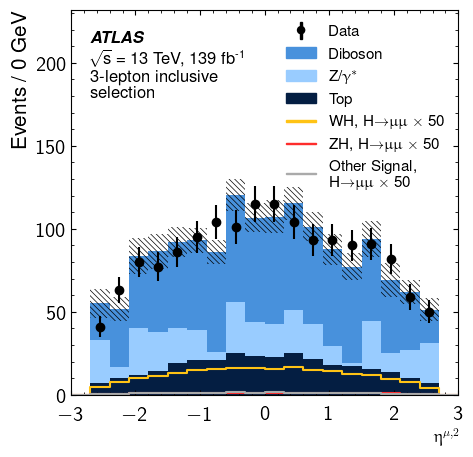 ATLAS
√s = 13 TeV, 139 fb⁻¹
3-lepton inclusive
selection
Data
Diboson
Z/γ*
Top
WH, H→μμ × 50
ZH, H→μμ × 50
Other Signal,
H→μμ × 50
Events / 0 GeV
200
150
100
50
0
−3 −2 −1 0 1 2 3
η^μ,2